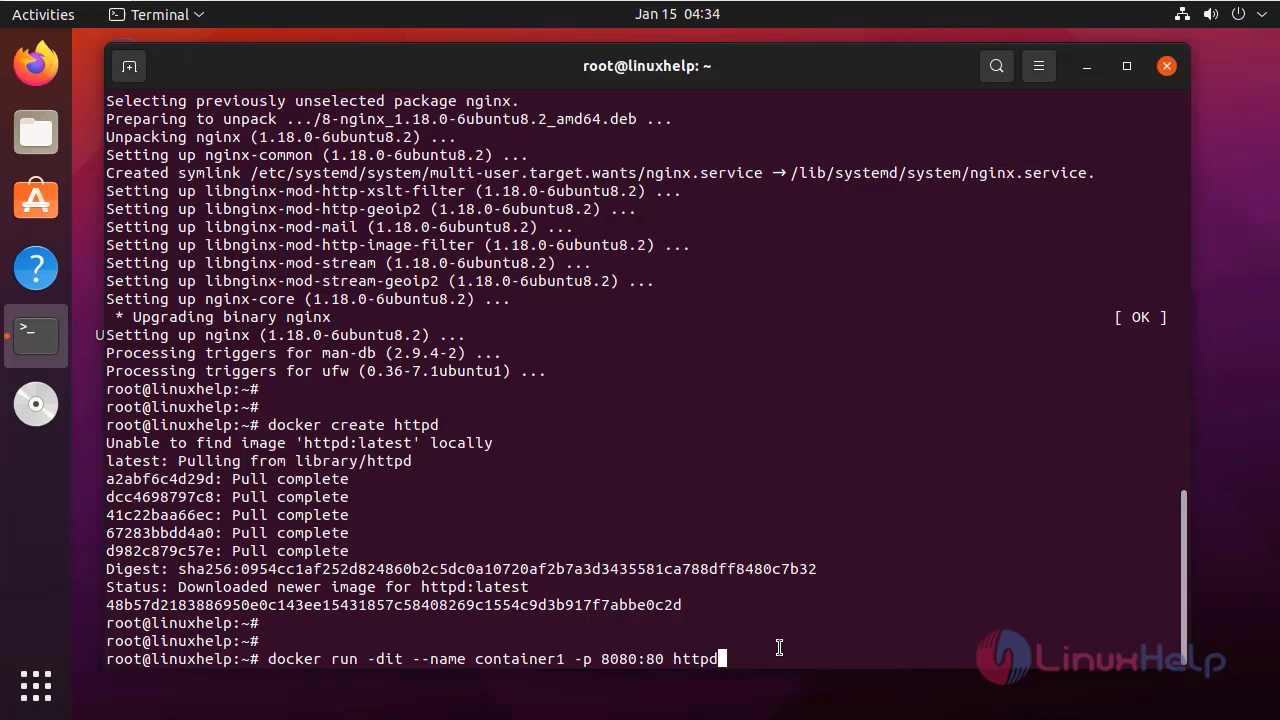 Activities Terminal Jan 15 04:34
root@linuxhelp: ~
Selecting previously unselected package nginx.
Preparing to unpack .../8-nginx_1.18.0-6ubuntu8.2_amd64.deb ...
Unpacking nginx (1.18.0-6ubuntu8.2) ...
Setting up nginx-common (1.18.0-6ubuntu8.2) ...
Created symlink /etc/systemd/system/multi-user.target.wants/nginx.service → /lib/systemd/system/nginx.service.
Setting up libnginx-mod-http-xslt-filter (1.18.0-6ubuntu8.2) ...
Setting up libnginx-mod-http-geoip2 (1.18.0-6ubuntu8.2) ...
Setting up libnginx-mod-mail (1.18.0-6ubuntu8.2) ...
Setting up libnginx-mod-http-image-filter (1.18.0-6ubuntu8.2) ...
Setting up libnginx-mod-stream (1.18.0-6ubuntu8.2) ...
Setting up libnginx-mod-stream-geoip2 (1.18.0-6ubuntu8.2) ...
Setting up nginx-core (1.18.0-6ubuntu8.2) ...
* Upgrading binary nginx [ OK ]
Setting up nginx (1.18.0-6ubuntu8.2) ...
Processing triggers for man-db (2.9.4-2) ...
Processing triggers for ufw (0.36-7.1ubuntu1) ...
root@linuxhelp:~#
root@linuxhelp:~#
root@linuxhelp:~# docker create httpd
Unable to find image 'httpd:latest' locally
latest: Pulling from library/httpd
a2abf6c4d29d: Pull complete
dcc4698797c8: Pull complete
41c22baa66ec: Pull complete
67283bbdd4a0: Pull complete
d982c879c57e: Pull complete
Digest: sha256:0954cc1af252d824860b2c5dc0a10720af2b7a3d3435581ca788dff8480c7b32
Status: Downloaded newer image for httpd:latest
48b57d2183886950e0c143ee15431857c58408269c1554c9d3b917f7abbe0c2d
root@linuxhelp:~#
root@linuxhelp:~#
root@linuxhelp:~# docker run -dit --name container1 -p 8080:80 httpd
LINUXHELP